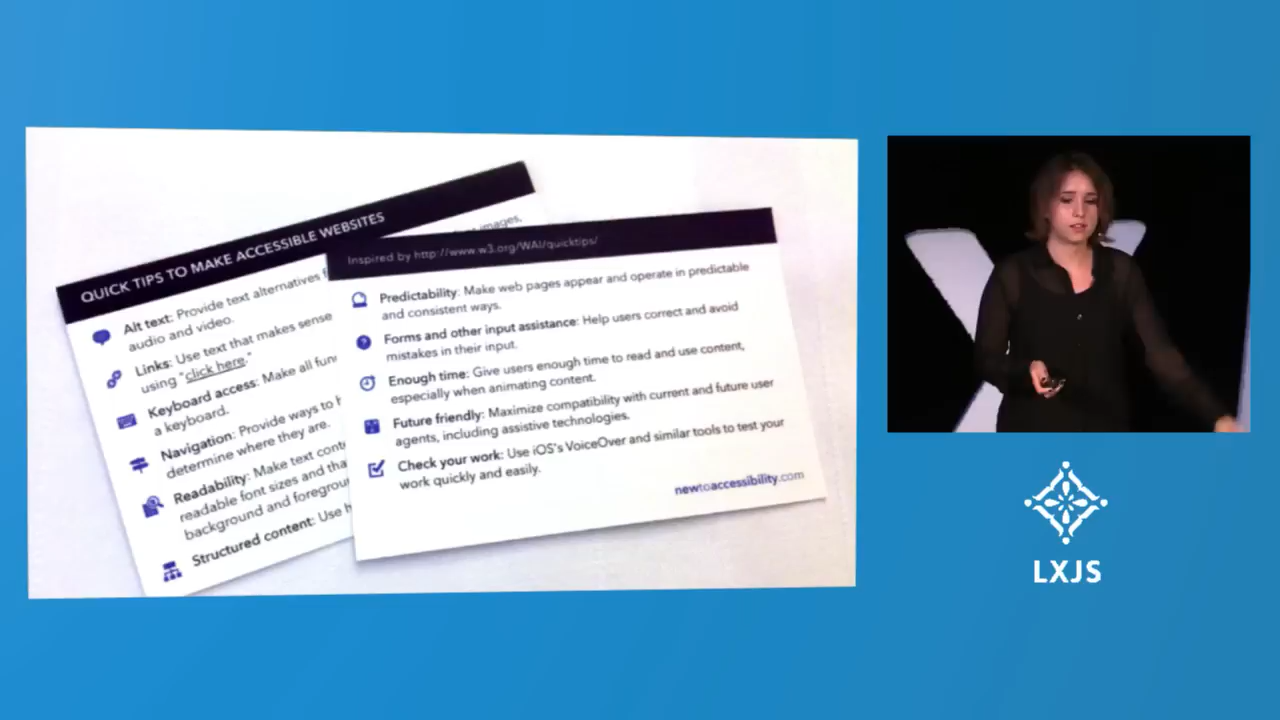 QUICK TIPS TO MAKE ACCESSIBLE WEBSITES
images,
Alt text: Provide text alternatives f
audio and video.
Links: Use text that makes sense
using "click here."
Keyboard access: Make all fun
a keyboard.
Navigation: Provide ways to h
determine where they are.
Readability: Make text cont
readable font sizes and tha
background and foregrou
Structured content: Use h
Inspired by http://www.w3.org/WAI/quicktips/
Predictability: Make web pages appear and operate in predictable
and consistent ways.
Forms and other input assistance: Help users correct and avoid
mistakes in their input.
Enough time: Give users enough time to read and use content,
especially when animating content.
Future friendly: Maximize compatibility with current and future user
agents, including assistive technologies.
Check your work: Use iOS's VoiceOver and similar tools to test your
work quickly and easily.
newtoaccessibility.com
LXJS